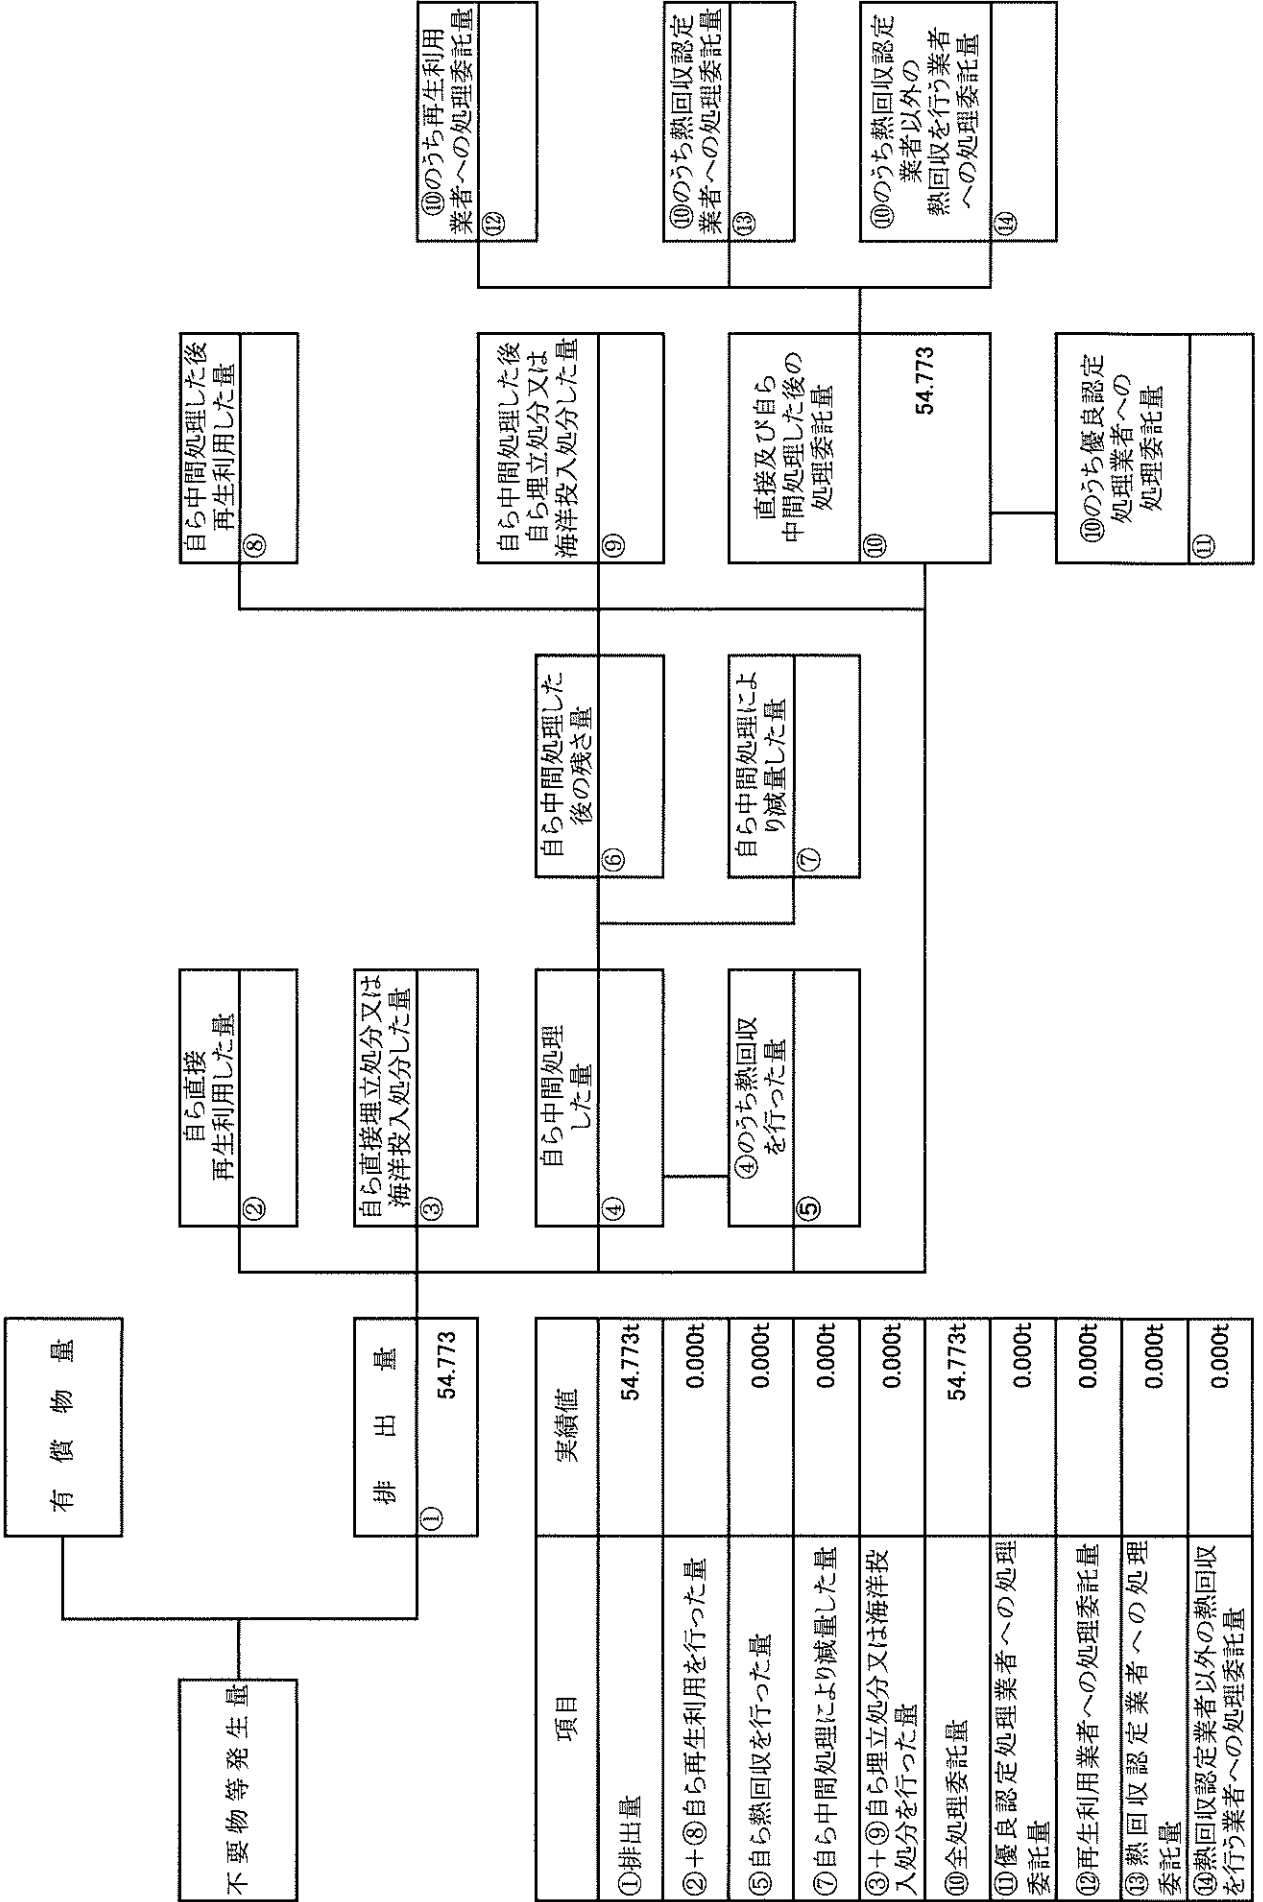 不要物等発生量
有償物量
排出量
①
54.773
自ら直接
再生利用した量
②
自ら直接埋立処分又は
海洋投入処分した量
③
自ら中間処理
した量
④
④のうち熱回収
を行った量
⑤
自ら中間処理した
後の残さ量
⑥
自ら中間処理によ
り減量した量
⑦
自ら中間処理した後
再生利用した量
⑧
自ら中間処理した後
自ら埋立処分又は
海洋投入処分した量
⑨
直接及び自ら
中間処理した後の
処理委託量
⑩
54.773
⑩のうち優良認定
処理業者への
処理委託量
⑪
⑩のうち再生利用
業者への処理委託量
⑫
⑩のうち熱回収認定
業者への処理委託量
⑬
⑩のうち熱回収認定
業者以外の
熱回収を行う業者
への処理委託量
⑭
項目 実績値
①排出量 54.773t
②+⑧自ら再生利用を行った量 0.000t
⑤自ら熱回収を行った量 0.000t
⑦自ら中間処理により減量した量 0.000t
③+⑨自ら埋立処分又は海洋投
入処分を行った量 0.000t
⑩全処理委託量 54.773t
⑪優良認定処理業者への処理
委託量 0.000t
⑫再生利用業者への処理委託量 0.000t
⑬熱回収認定業者への処理
委託量 0.000t
⑭熱回収認定業者以外の熱回収
を行う業者への処理委託量 0.000t